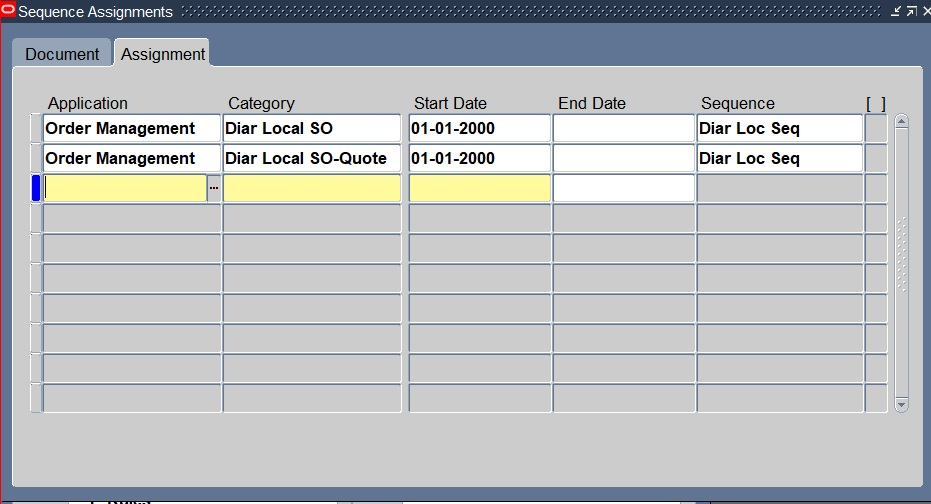 Sequence Assignments
Document Assignment
Application Category Start Date End Date Sequence [ ]
Order Management Diar Local SO 01-01-2000 Diar Loc Seq
Order Management Diar Local SO-Quote 01-01-2000 Diar Loc Seq
...